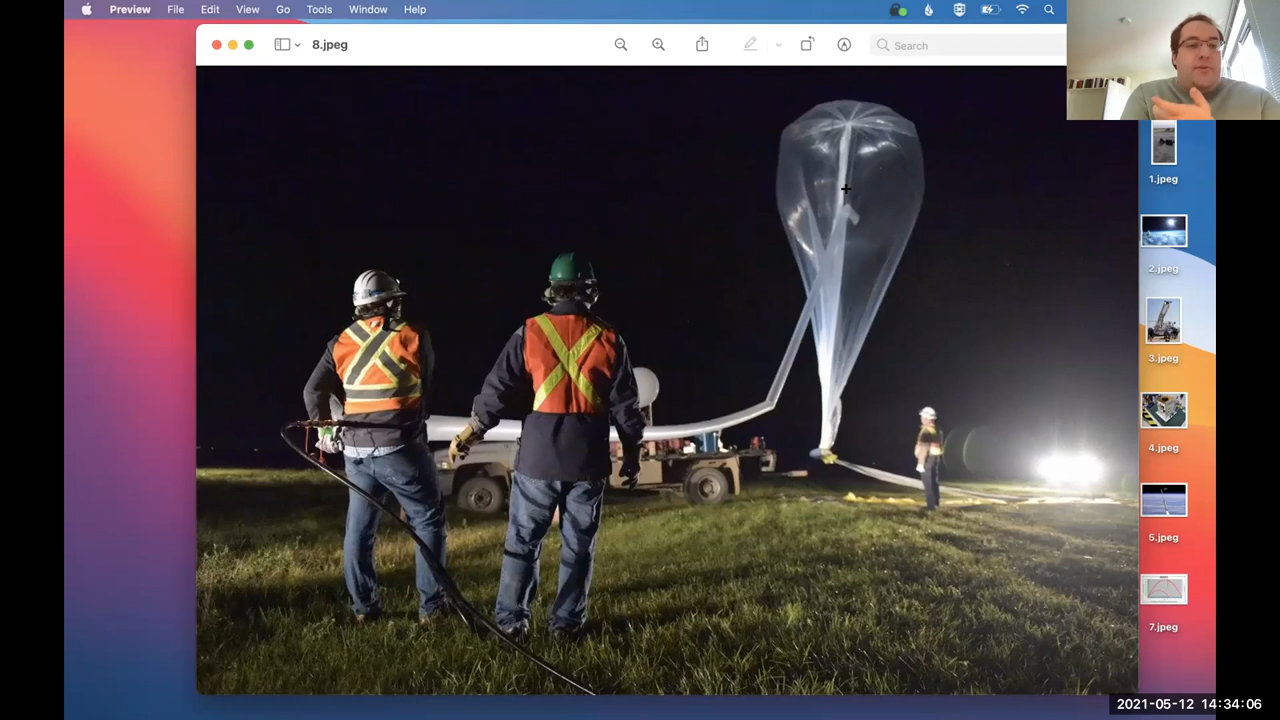 Preview File Edit View Go Tools Window Help
8.jpeg
Search
1.jpeg
2.jpeg
3.jpeg
4.jpeg
5.jpeg
7.jpeg
2021-05-12 14:34:06